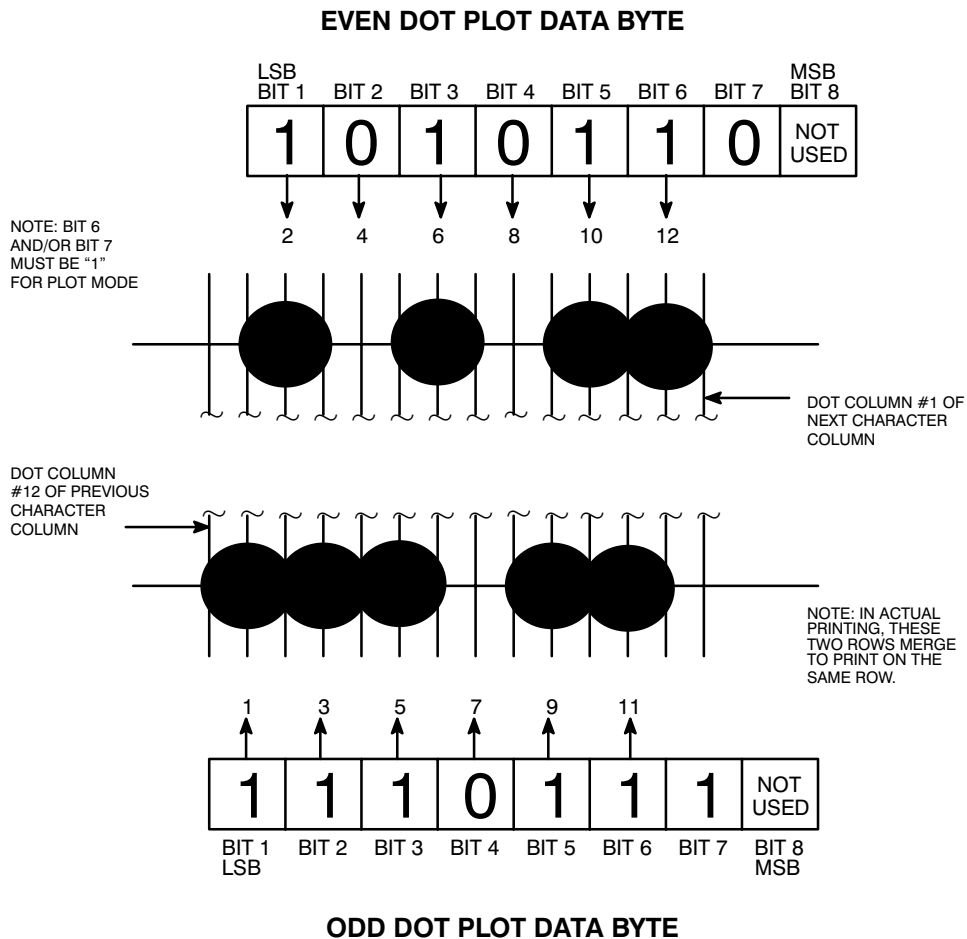 EVEN DOT PLOT DATA BYTE
LSB MSB
BIT 1 BIT 2 BIT 3 BIT 4 BIT 5 BIT 6 BIT 7 BIT 8
1 0 1 0 1 1 0 NOT
USED
2 4 6 8 10 12
NOTE: BIT 6
AND/OR BIT 7
MUST BE “1”
FOR PLOT MODE
DOT COLUMN #1 OF
NEXT CHARACTER
COLUMN
DOT COLUMN
#12 OF PREVIOUS
CHARACTER
COLUMN
NOTE: IN ACTUAL
PRINTING, THESE
TWO ROWS MERGE
TO PRINT ON THE
SAME ROW.
1 3 5 7 9 11
1 1 1 0 1 1 1 NOT
USED
BIT 1 BIT 2 BIT 3 BIT 4 BIT 5 BIT 6 BIT 7 BIT 8
LSB MSB
ODD DOT PLOT DATA BYTE